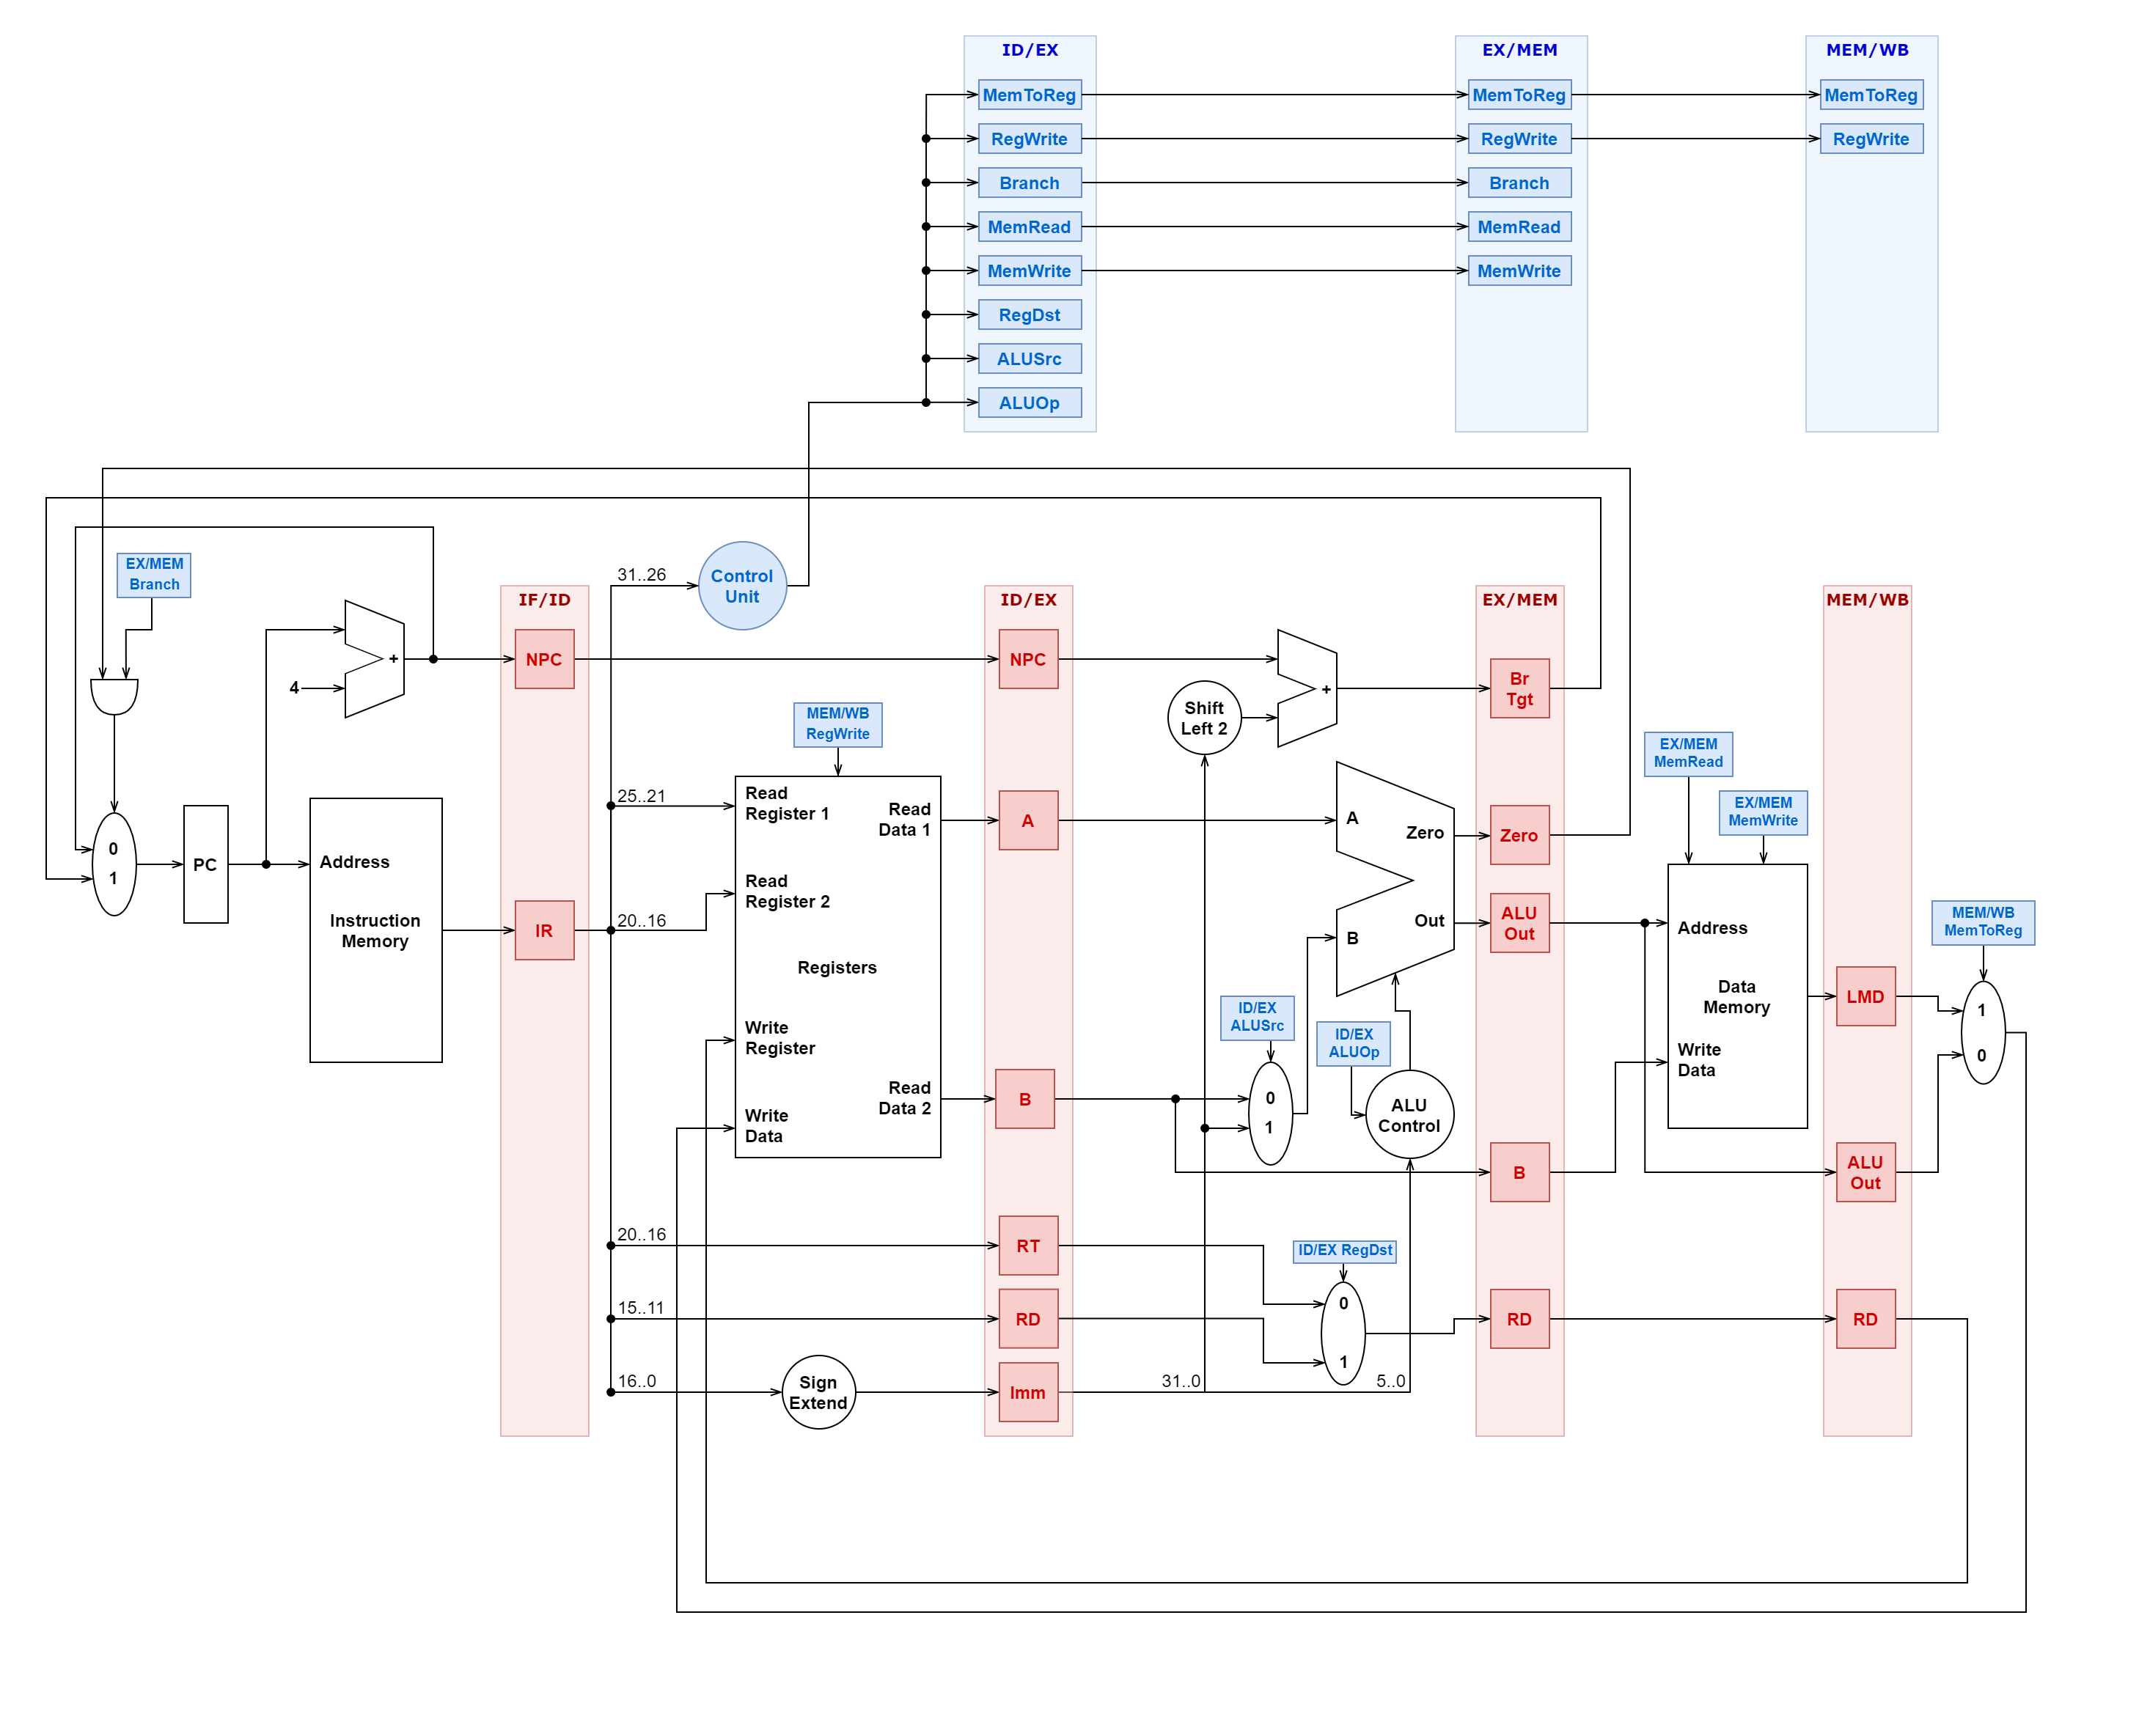 ID/EX
EX/MEM
MEM/WB
MemToReg
MemToReg
MemToReg
RegWrite
RegWrite
RegWrite
Branch
Branch
MemRead
MemRead
MemWrite
MemWrite
RegDst
ALUSrc
ALUOp
EX/MEM
Branch
31..26
Control
Unit
IF/ID
ID/EX
EX/MEM
MEM/WB
4
+
NPC
NPC
+
Br
Tgt
Shift
Left 2
MEM/WB
RegWrite
EX/MEM
MemRead
EX/MEM
MemWrite
0
1
PC
Address
Instruction
Memory
IR
25..21
20..16
Read
Register 1
Read
Data 1
Read
Register 2
Registers
Write
Register
Read
Data 2
Write
Data
A
B
A
Zero
Out
B
Zero
ALU
Out
Address
Data
Memory
Write
Data
MEM/WB
MemToReg
LMD
1
0
ID/EX
ALUSrc
ID/EX
ALUOp
0
1
ALU
Control
B
ALU
Out
20..16
RT
ID/EX RegDst
15..11
RD
0
1
RD
RD
16..0
Sign
Extend
Imm
31..0
5..0